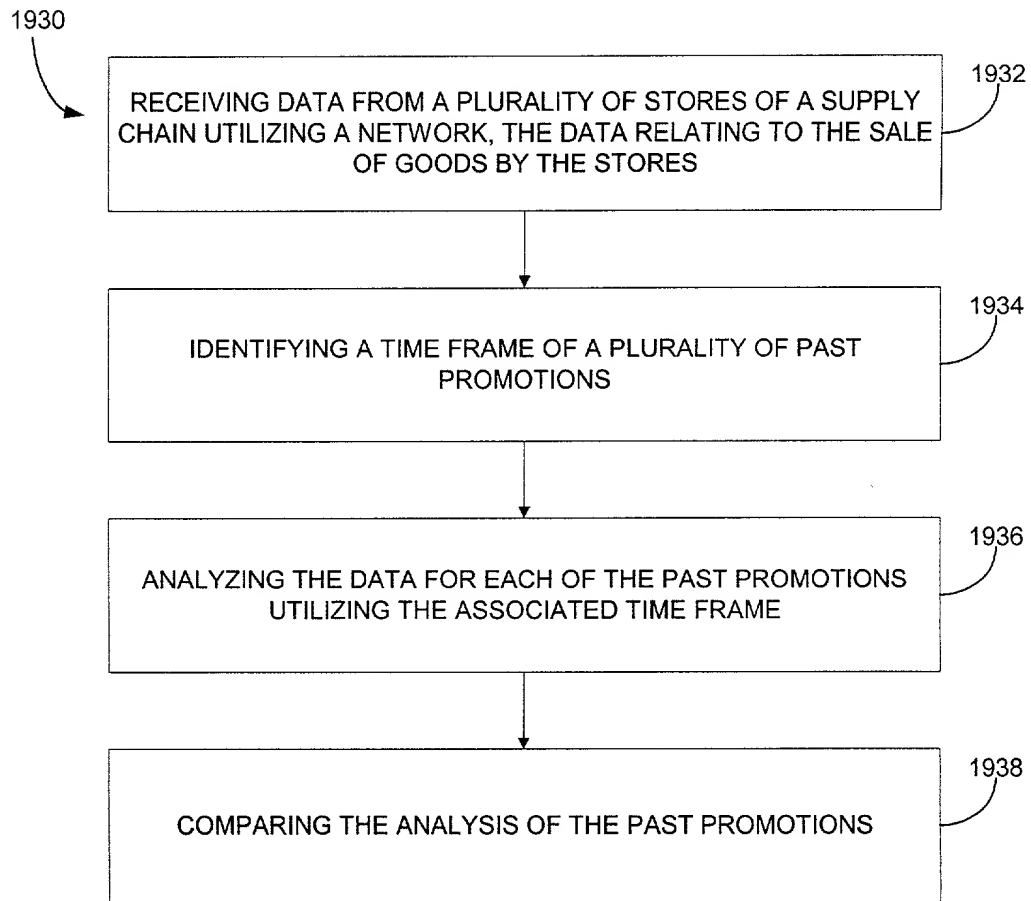 1930
1932
RECEIVING DATA FROM A PLURALITY OF STORES OF A SUPPLY
CHAIN UTILIZING A NETWORK, THE DATA RELATING TO THE SALE
OF GOODS BY THE STORES
1934
IDENTIFYING A TIME FRAME OF A PLURALITY OF PAST
PROMOTIONS
1936
ANALYZING THE DATA FOR EACH OF THE PAST PROMOTIONS
UTILIZING THE ASSOCIATED TIME FRAME
1938
COMPARING THE ANALYSIS OF THE PAST PROMOTIONS